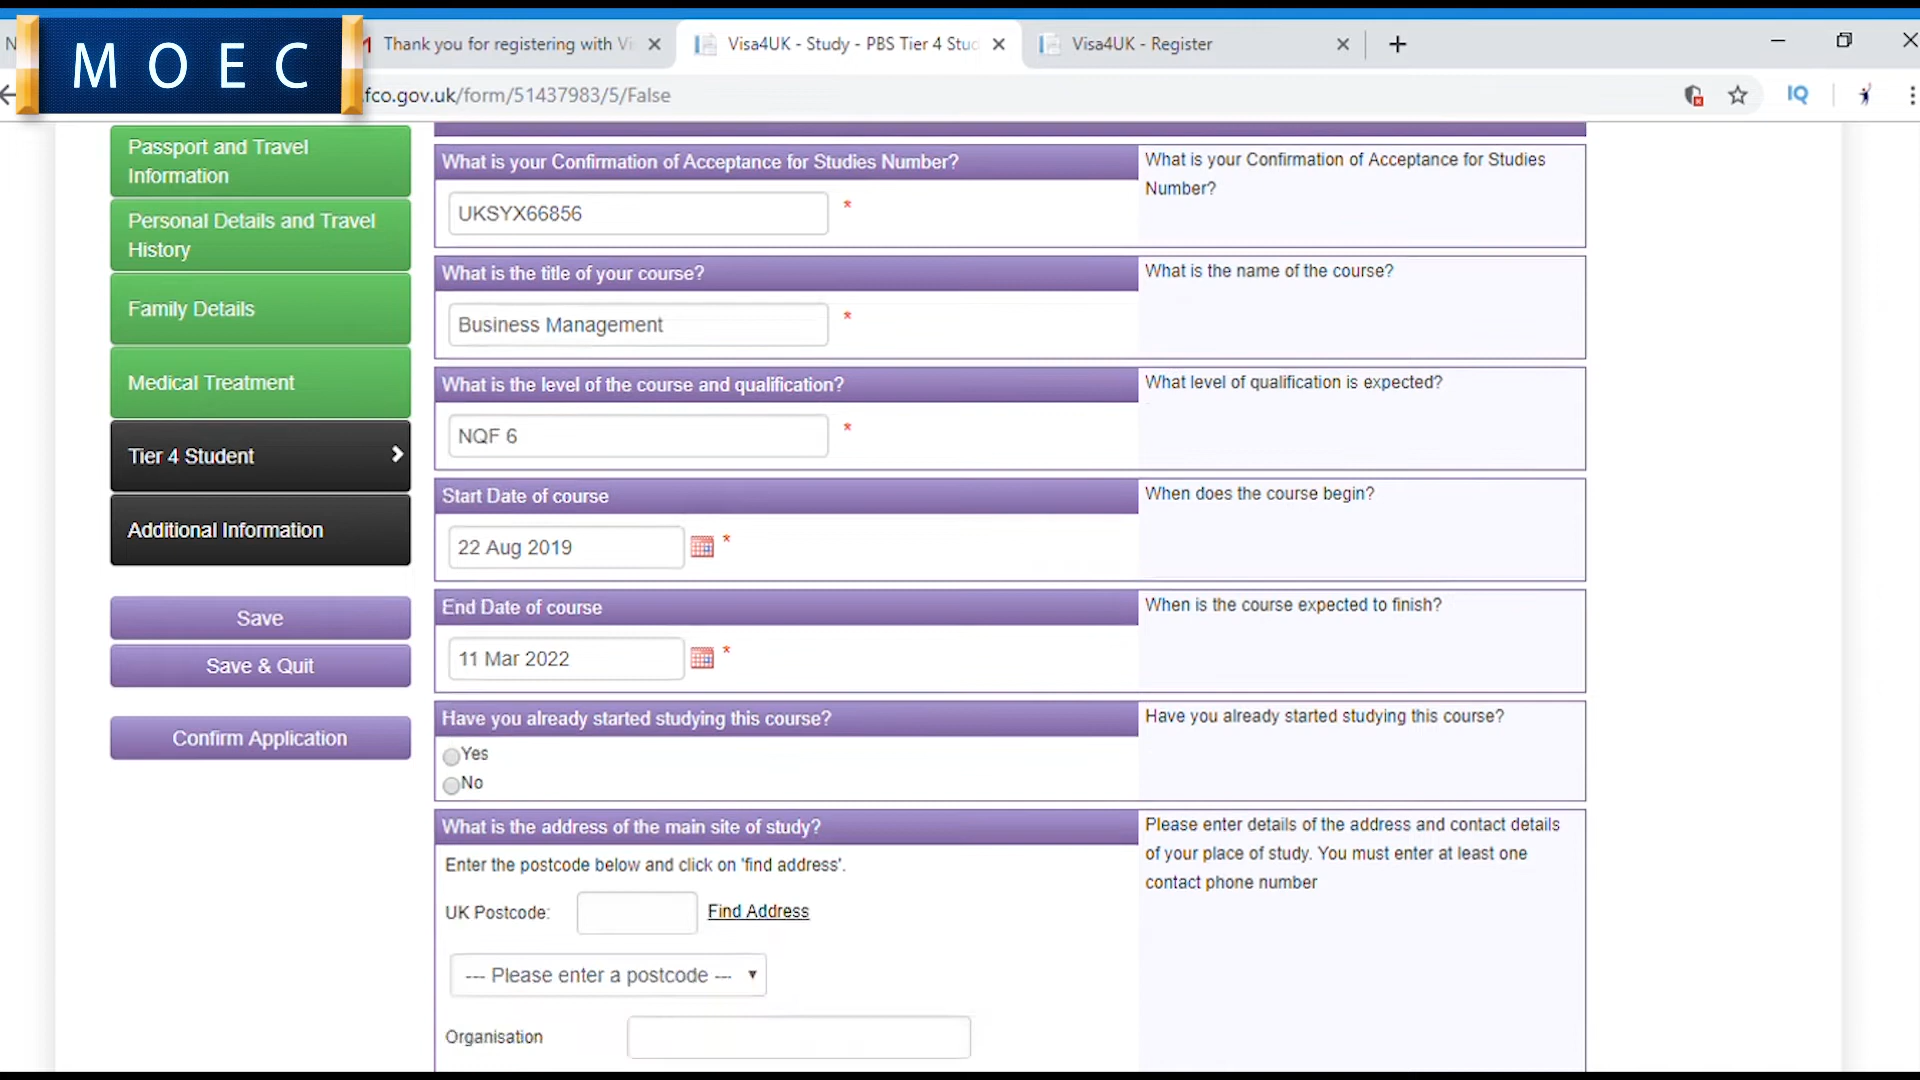 MOEC
Thank you for registering with Vi
Visa4UK - Study - PBS Tier 4 Stud
Visa4UK - Register
fco.gov.uk/form/51437983/5/False
IQ
Passport and Travel
Information
Personal Details and Travel
History
Family Details
Medical Treatment
Tier 4 Student
Additional Information
Save
Save & Quit
Confirm Application
What is your Confirmation of Acceptance for Studies Number?
UKSYX66856 *
What is your Confirmation of Acceptance for Studies
Number?
What is the title of your course?
Business Management *
What is the name of the course?
What is the level of the course and qualification?
NQF 6 *
What level of qualification is expected?
Start Date of course
22 Aug 2019 *
When does the course begin?
End Date of course
11 Mar 2022 *
When is the course expected to finish?
Have you already started studying this course?
Yes
No
Have you already started studying this course?
What is the address of the main site of study?
Enter the postcode below and click on 'find address'.
UK Postcode: Find Address
--- Please enter a postcode ---
Organisation
Please enter details of the address and contact details
of your place of study. You must enter at least one
contact phone number